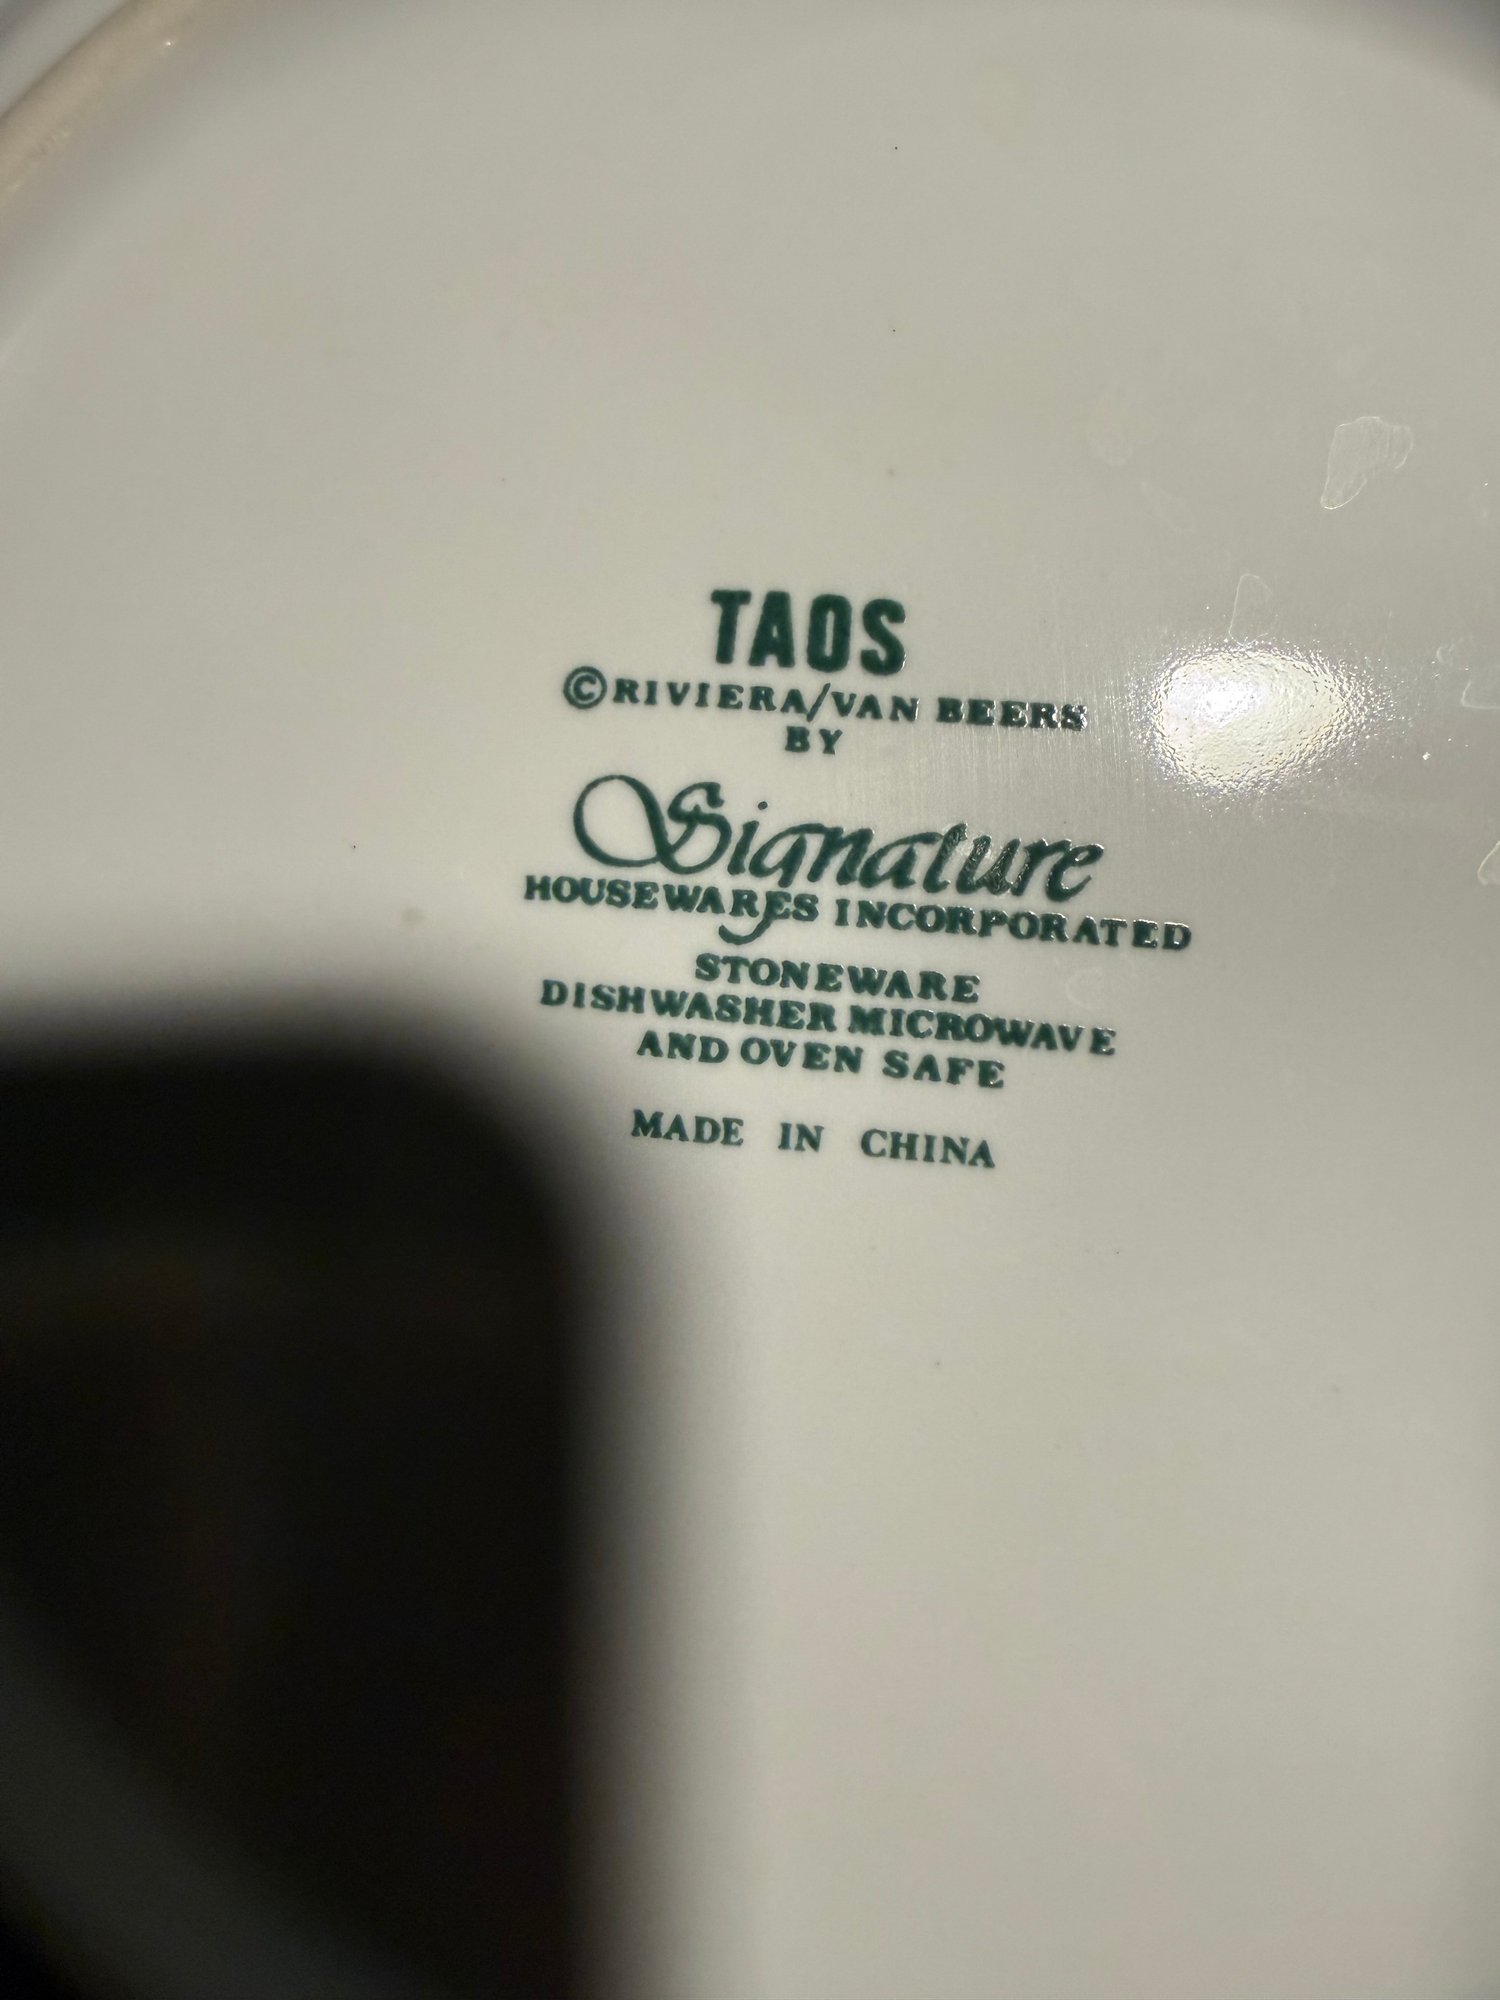 TAOS
©RIVIERA/VAN BEERS
BY
Signature
HOUSEWARES INCORPORATED
STONEWARE
DISHWASHER MICROWAVE
AND OVEN SAFE
MADE IN CHINA